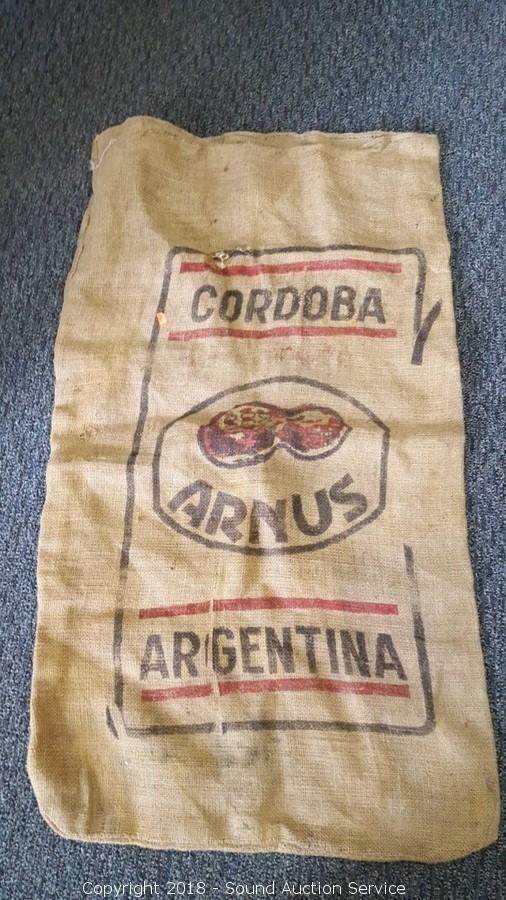 CORDOBA
ARNUS
ARGENTINA
Copyright 2018 - Sound Auction Service